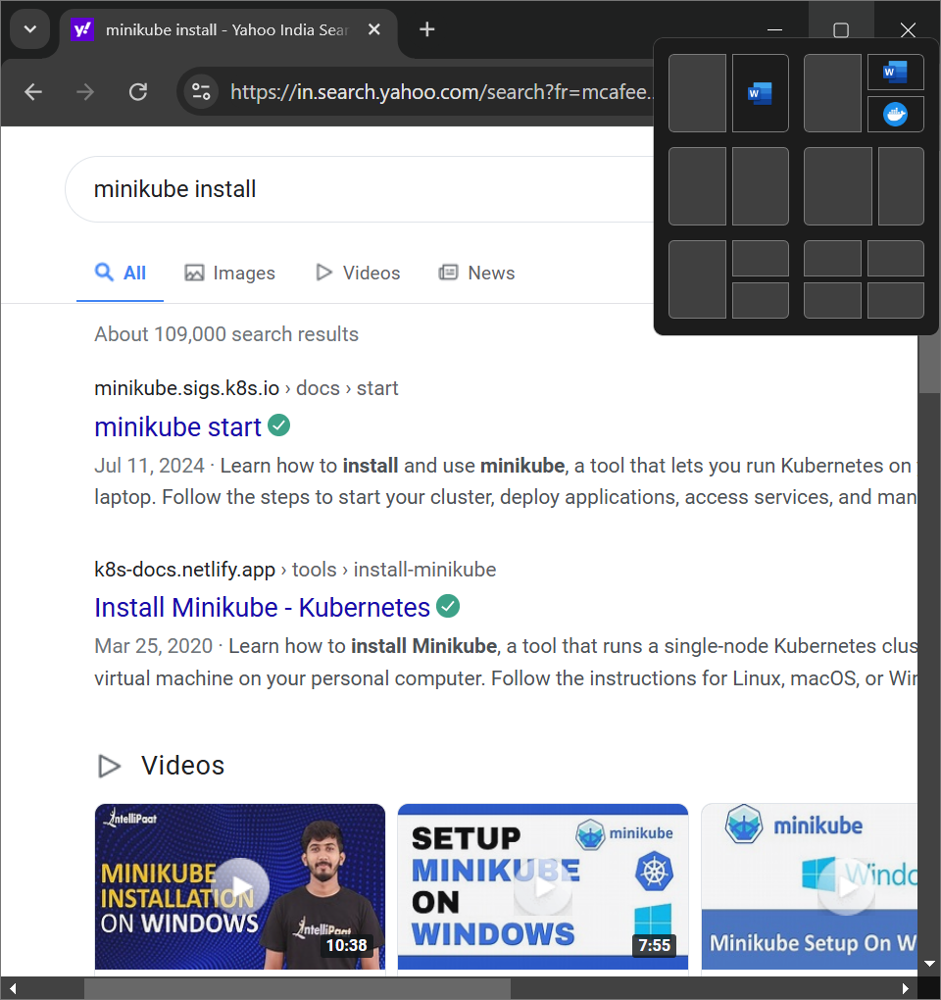 minikube install - Yahoo India Sear
https://in.search.yahoo.com/search?fr=mcafee...
minikube install
All
Images
Videos
News
About 109,000 search results
minikube.sigs.k8s.io › docs › start
minikube start
Jul 11, 2024 · Learn how to install and use minikube, a tool that lets you run Kubernetes on
laptop. Follow the steps to start your cluster, deploy applications, access services, and man
k8s-docs.netlify.app › tools › install-minikube
Install Minikube - Kubernetes
Mar 25, 2020 · Learn how to install Minikube, a tool that runs a single-node Kubernetes clus
virtual machine on your personal computer. Follow the instructions for Linux, macOS, or Win
Videos
IntelliPaat
MINIKUBE
INSTALLATION
ON WINDOWS
IntelliPaat
10:38
SETUP
MINIKUBE
ON
WINDOWS
minikube
7:55
minikube
Windo
Minikube Setup On W